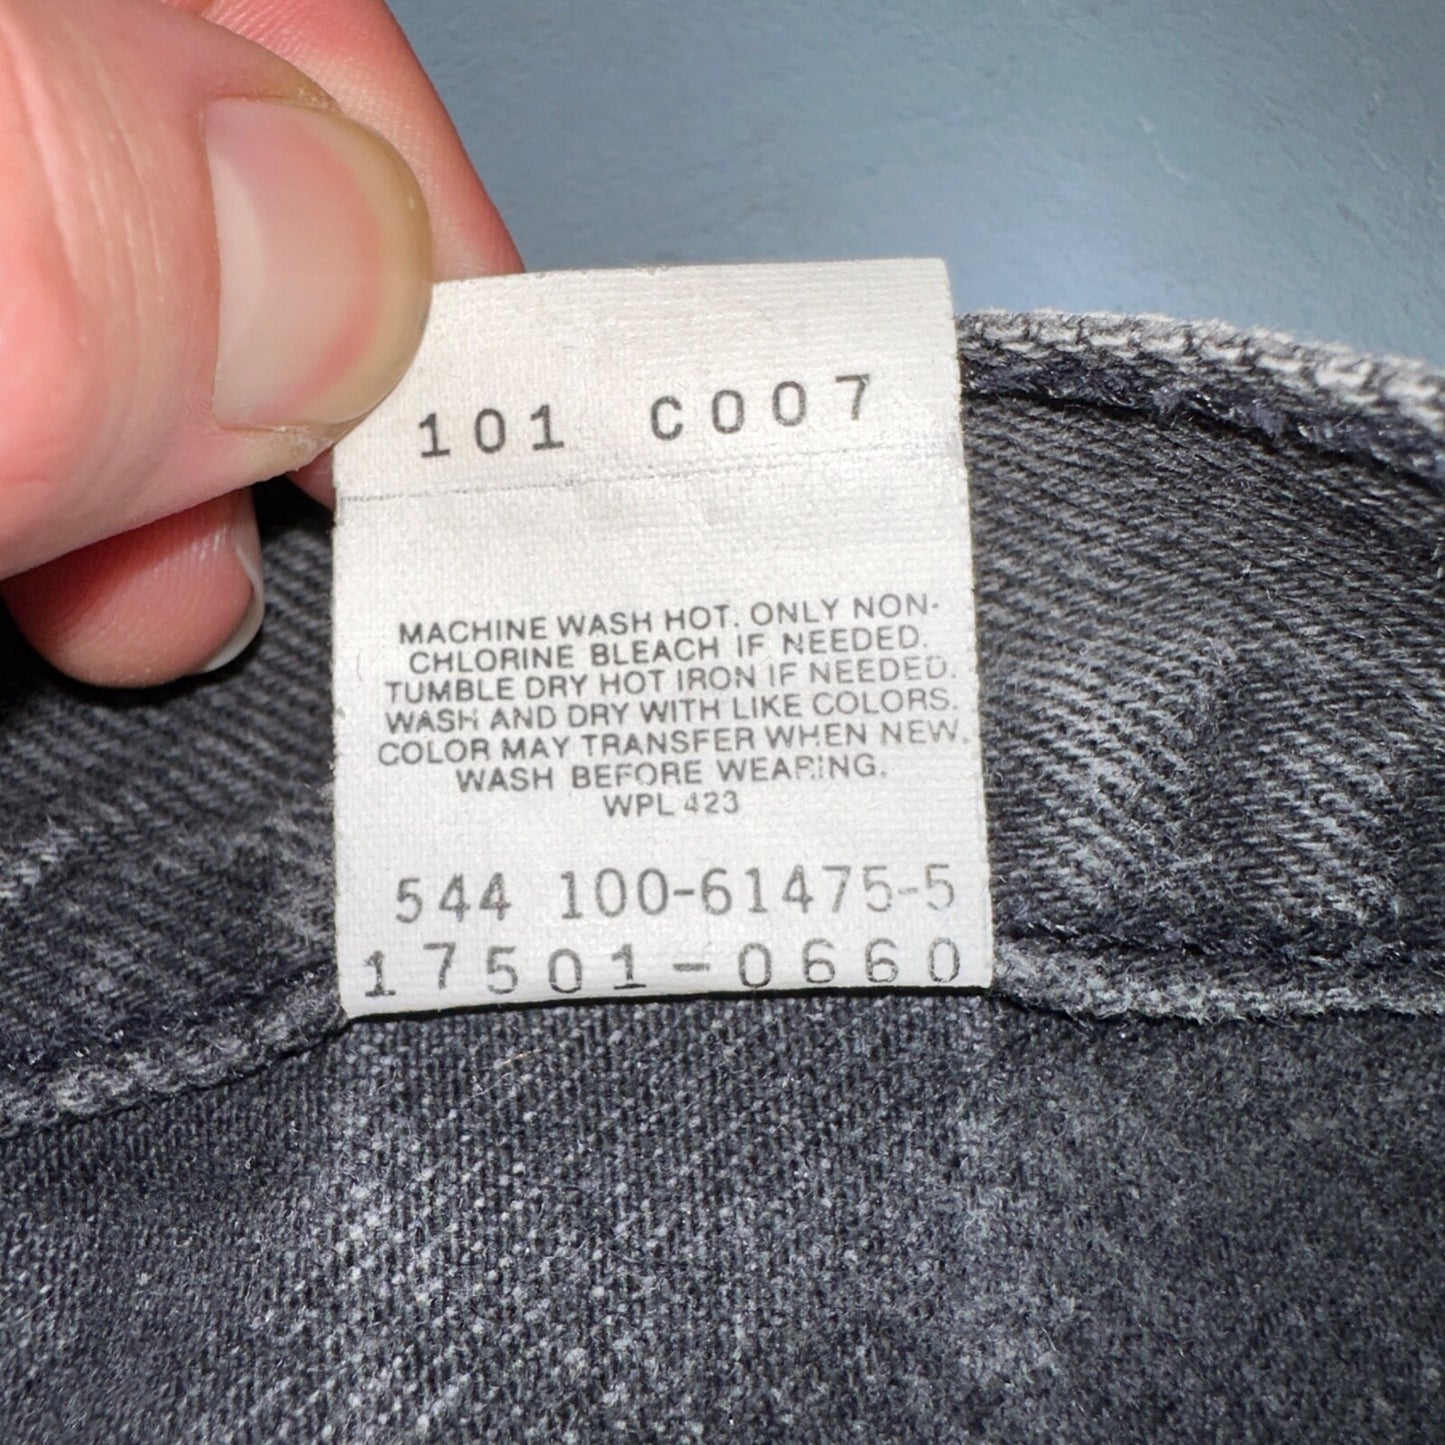 101 C007
MACHINE WASH HOT. ONLY NON-
CHLORINE BLEACH IF NEEDED.
TUMBLE DRY HOT IRON IF NEEDED.
WASH AND DRY WITH LIKE COLORS.
COLOR MAY TRANSFER WHEN NEW.
WASH BEFORE WEARING.
WPL 423
544 100-61475-5
17501-0660